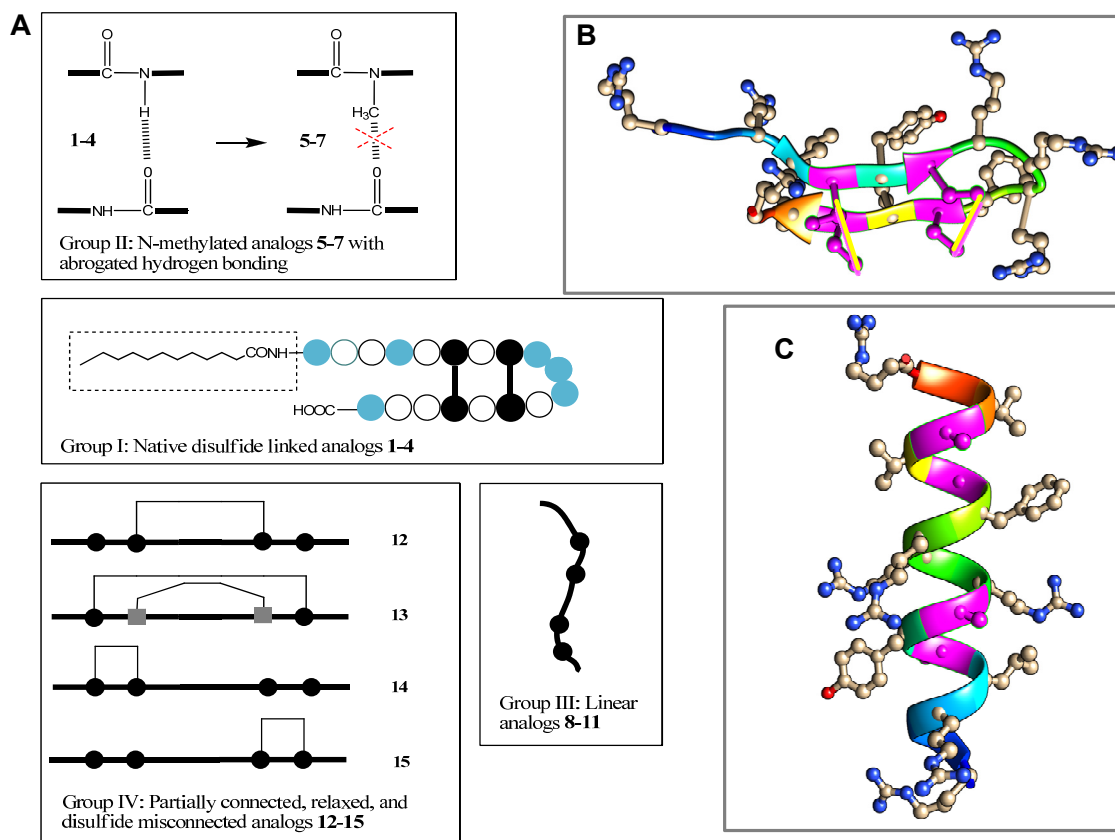 A
O
O
C
N
C
N
H
H3C
1-4
5-7
O
O
NH
C
NH
C
Group II: N-methylated analogs 5-7 with
abrogated hydrogen bonding
CONH
HOOC
Group I: Native disulfide linked analogs 1-4
12
13
14
15
Group IV: Partially connected, relaxed, and
disulfide misconnected analogs 12-15
Group III: Linear
analogs 8-11
B
C